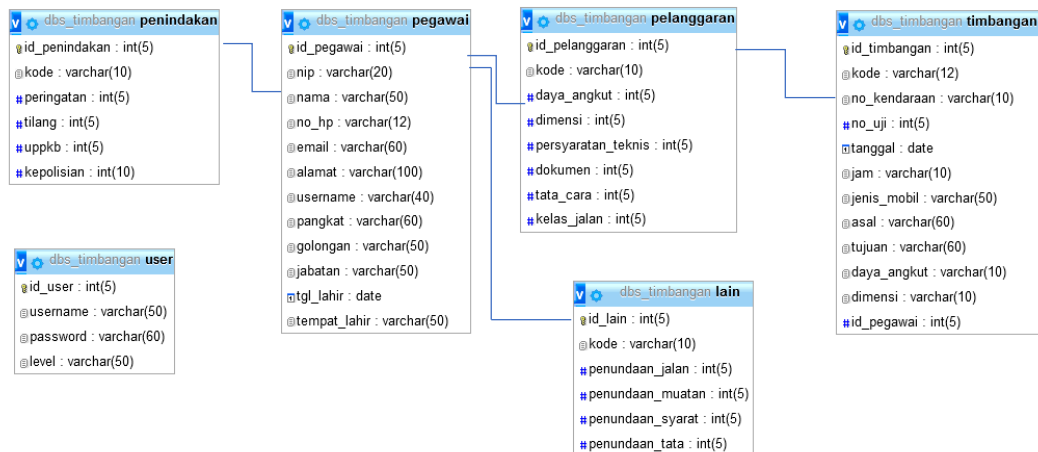 dbs_timbangan penindakan
id_penindakan : int(5)
kode : varchar(10)
peringatan : int(5)
tilang : int(5)
uppkb : int(5)
kepolisian : int(10)
dbs_timbangan pegawai
id_pegawai : int(5)
nip : varchar(20)
nama : varchar(50)
no_hp : varchar(12)
email : varchar(60)
alamat : varchar(100)
username : varchar(40)
pangkat : varchar(60)
golongan : varchar(50)
jabatan : varchar(50)
tgl_lahir : date
tempat_lahir : varchar(50)
dbs_timbangan pelanggaran
id_pelanggaran : int(5)
kode : varchar(10)
daya_angkut : int(5)
dimensi : int(5)
persyaratan_teknis : int(5)
dokumen : int(5)
tata_cara : int(5)
kelas_jalan : int(5)
dbs_timbangan timbangan
id_timbangan : int(5)
kode : varchar(12)
no_kendaraan : varchar(10)
no_uji : int(5)
tanggal : date
jam : varchar(10)
jenis_mobil : varchar(50)
asal : varchar(60)
tujuan : varchar(60)
daya_angkut : varchar(10)
dimensi : varchar(10)
id_pegawai : int(5)
dbs_timbangan user
id_user : int(5)
username : varchar(50)
password : varchar(60)
level : varchar(50)
dbs_timbangan lain
id_lain : int(5)
kode : varchar(10)
penundaan_jalan : int(5)
penundaan_muatan : int(5)
penundaan_syarat : int(5)
penundaan_tata : int(5)